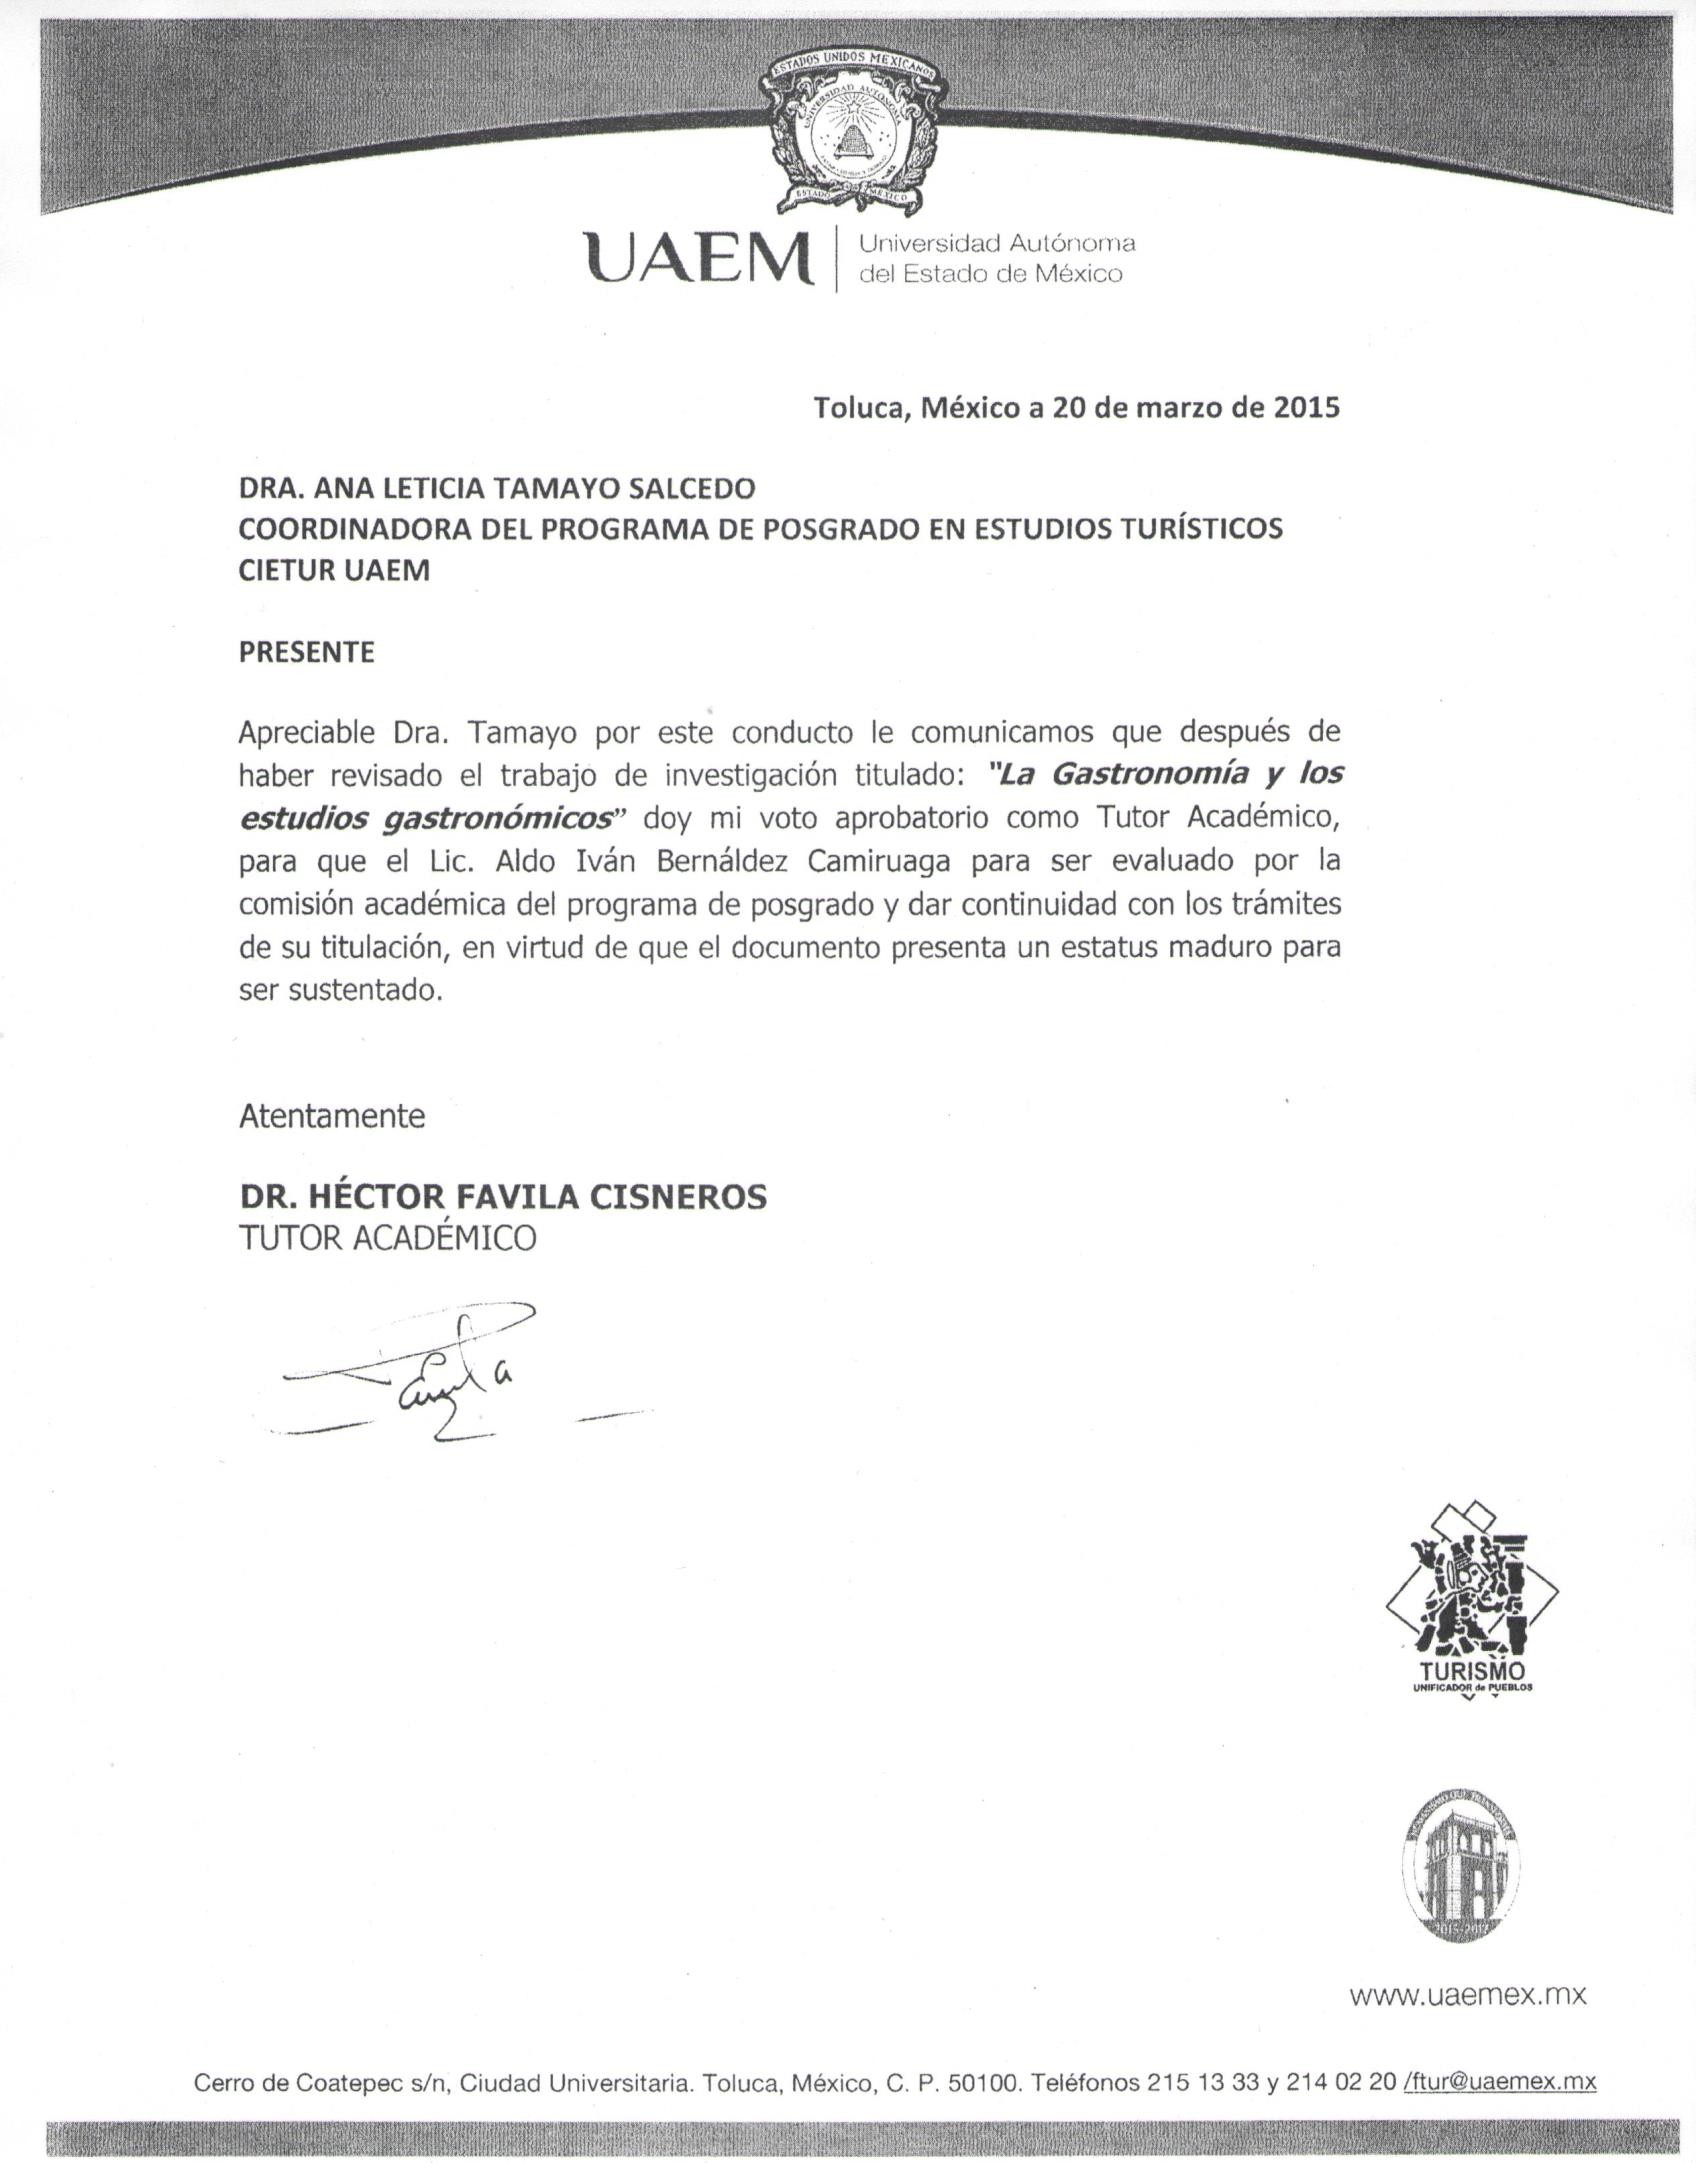 ESTADOS UNIDOS MEXICANOS
UNIVERSIDAD AUTÓNOMA
ESTADO MÉXICO
UAEM
Universidad Autónoma
del Estado de México
Toluca, México a 20 de marzo de 2015
DRA. ANA LETICIA TAMAYO SALCEDO
COORDINADORA DEL PROGRAMA DE POSGRADO EN ESTUDIOS TURÍSTICOS
CIETUR UAEM
PRESENTE
Apreciable Dra. Tamayo por este conducto le comunicamos que después de
haber revisado el trabajo de investigación titulado: "La Gastronomía y los
estudios gastronómicos” doy mi voto aprobatorio como Tutor Académico,
para que el Lic. Aldo Iván Bernáldez Camiruaga para ser evaluado por la
comisión académica del programa de posgrado y dar continuidad con los trámites
de su titulación, en virtud de que el documento presenta un estatus maduro para
ser sustentado.
Atentamente
DR. HÉCTOR FAVILA CISNEROS
TUTOR ACADÉMICO
TURISMO
UNIFICADOR de PUEBLOS
www.uaemex.mx
Cerro de Coatepec s/n, Ciudad Universitaria. Toluca, México, C. P. 50100. Teléfonos 215 13 33 y 214 02 20 /ftur@uaemex.mx